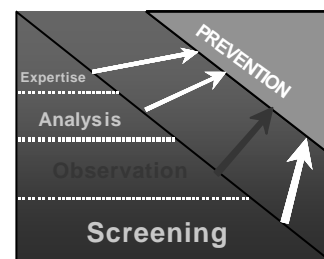 PREVENTION
Expertise
Analysis
Observation
Screening